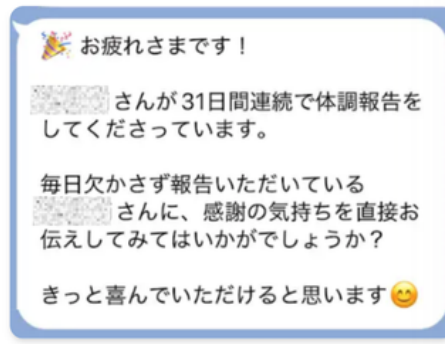 🎉 お疲れさまです！
さんが31日間連続で体調報告を
してくださっています。
毎日欠かさず報告いただいている
さんに、感謝の気持ちを直接お
伝えしてみてはいかがでしょうか？
きっと喜んでいただけると思います😊